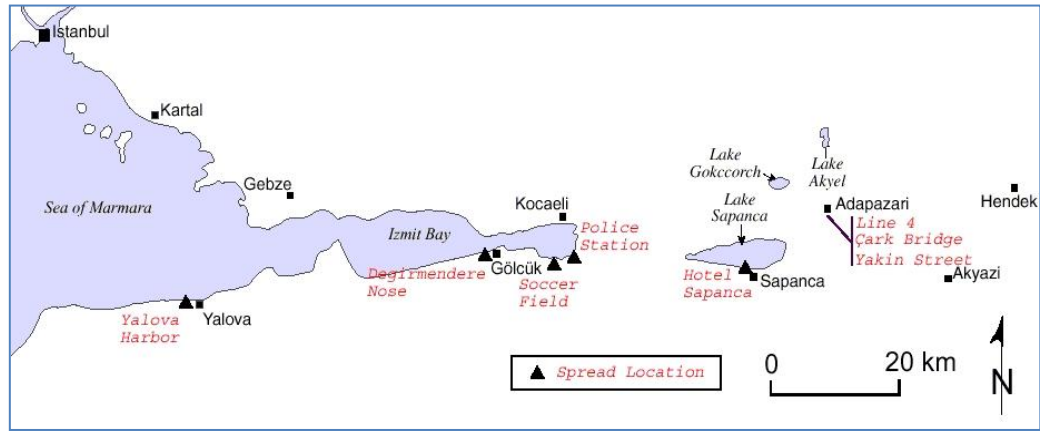 Istanbul
Kartal
Gebze
Sea of Marmara
Izmit Bay
Kocaeli
Police
Station
Degirmendere
Nose
Gölcük
Soccer
Field
Yalova
Harbor
Yalova
Lake
Gokccorch
Lake
Akyel
Lake
Sapanca
Hotel
Sapanca
Sapanca
Adapazari
Line 4
Çark Bridge
Yakin Street
Hendek
Akyazi
Spread Location
0
20 km
N